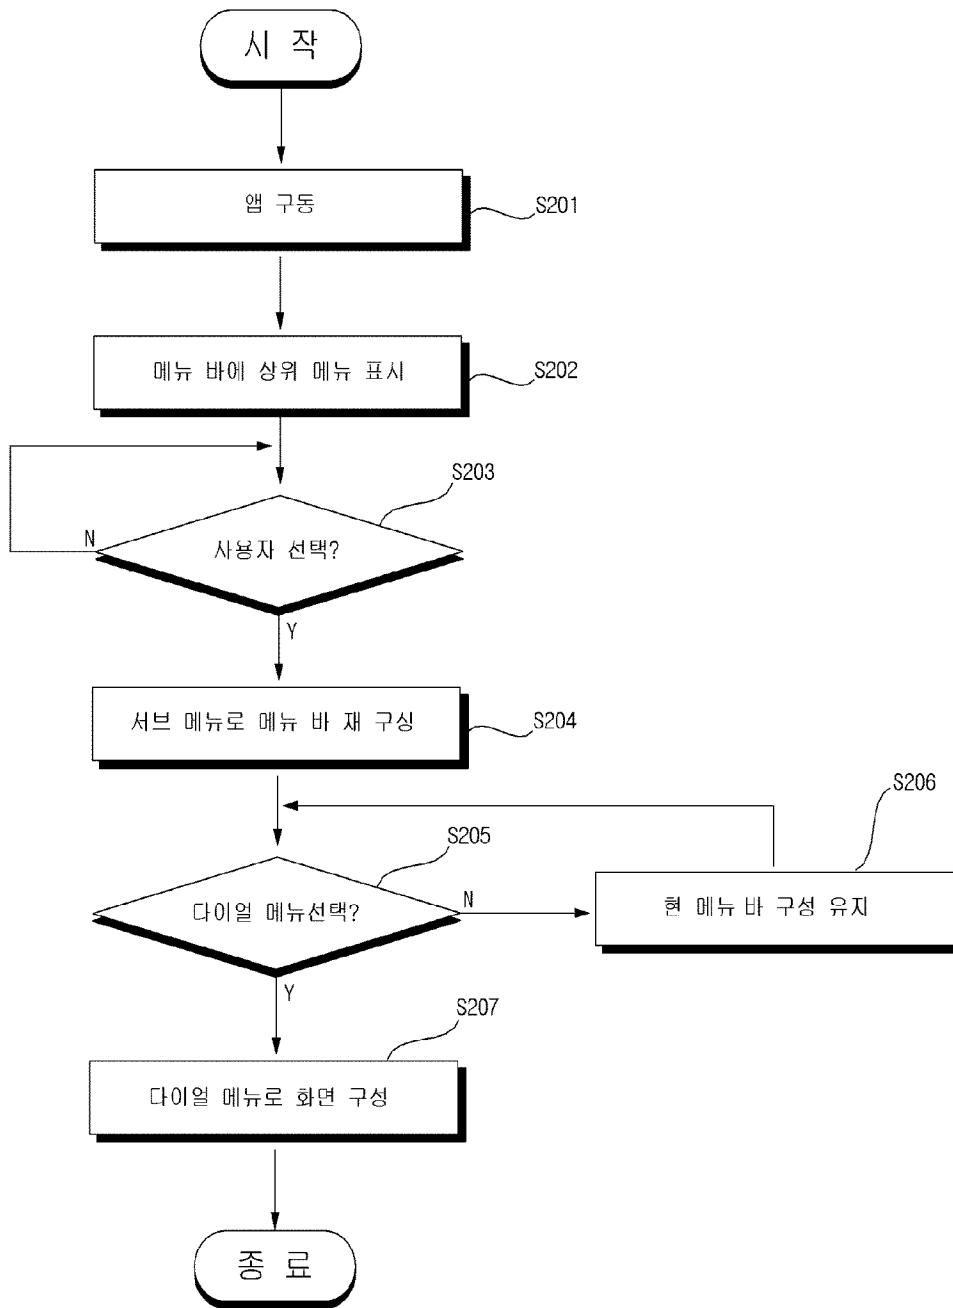 시 작
앱 구동
S201
메뉴 바에 상위 메뉴 표시
S202
S203
N
사용자 선택?
Y
서브 메뉴로 메뉴 바 재 구성
S204
S206
S205
다이얼 메뉴선택?
N
현 메뉴 바 구성 유지
Y
S207
다이얼 메뉴로 화면 구성
종 료